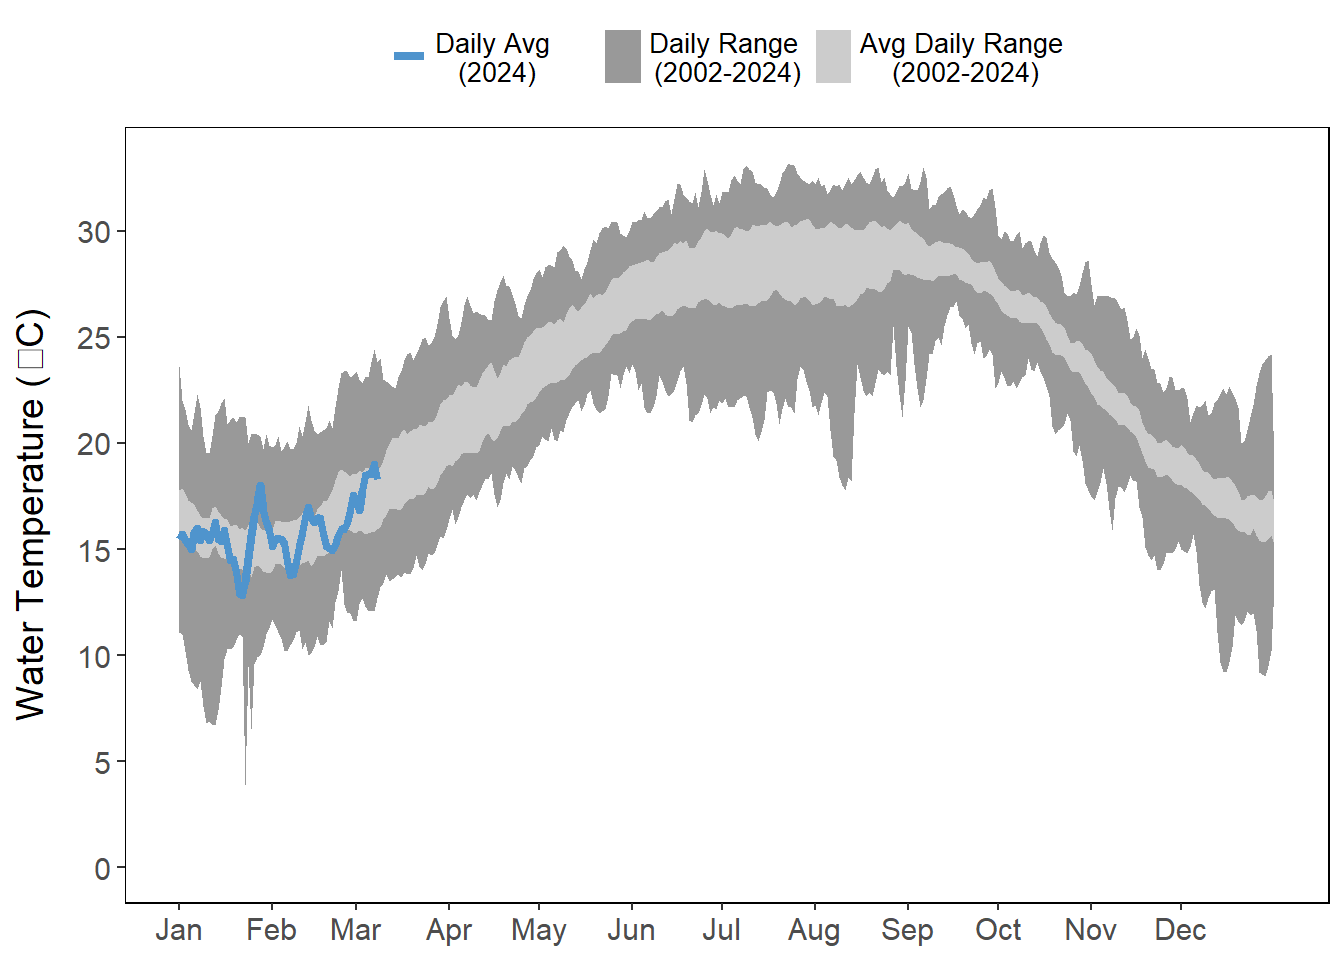 Daily Avg
(2024)
Daily Range
(2002-2024)
Avg Daily Range
(2002-2024)
Water Temperature (□C)
30
25
20
15
10
5
0
Jan Feb Mar Apr May Jun Jul Aug Sep Oct Nov Dec